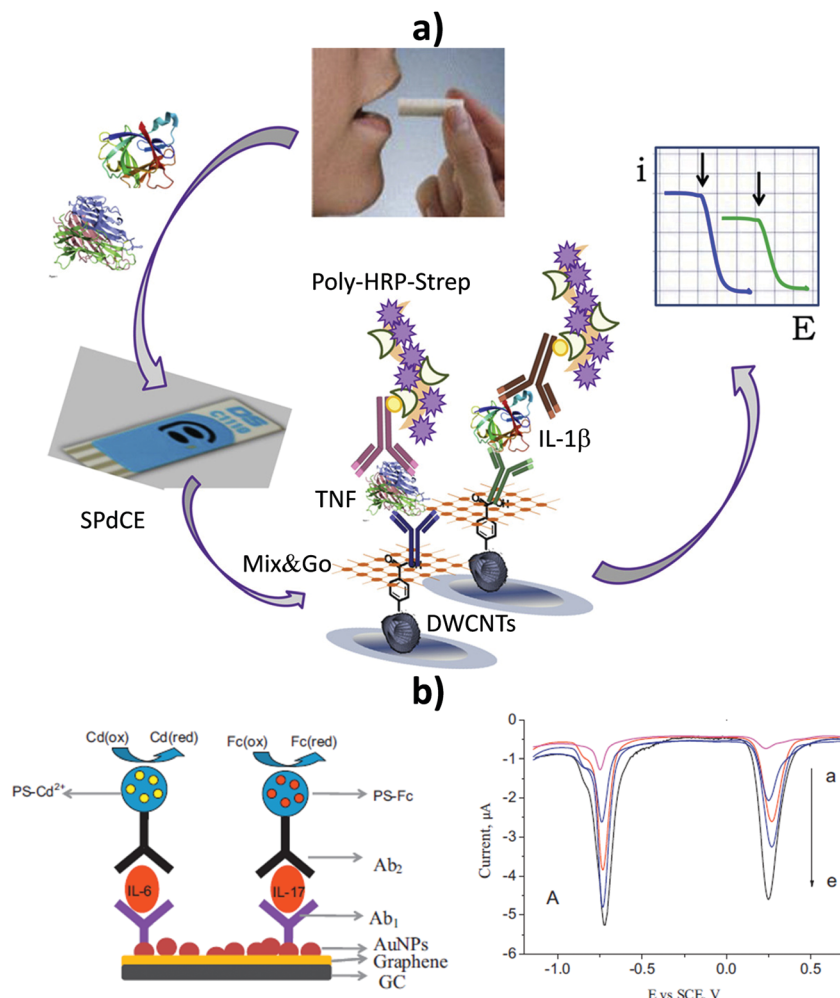 a)
i
E
Poly-HRP-Strep
IL-1β
TNF
SPdCE
Mix&Go
DWCNTs
DS
C1110
b)
Cd(ox) Cd(red) Fc(ox) Fc(red)
PS-Cd²⁺
PS-Fc
Ab₂
IL-6 IL-17
Ab₁
AuNPs
Graphene
GC
0
-1
-2
-3
-4
-5
-6
Current, µA
a
e
A
-1.0 -0.5 0.0 0.5
E vs SCE, V